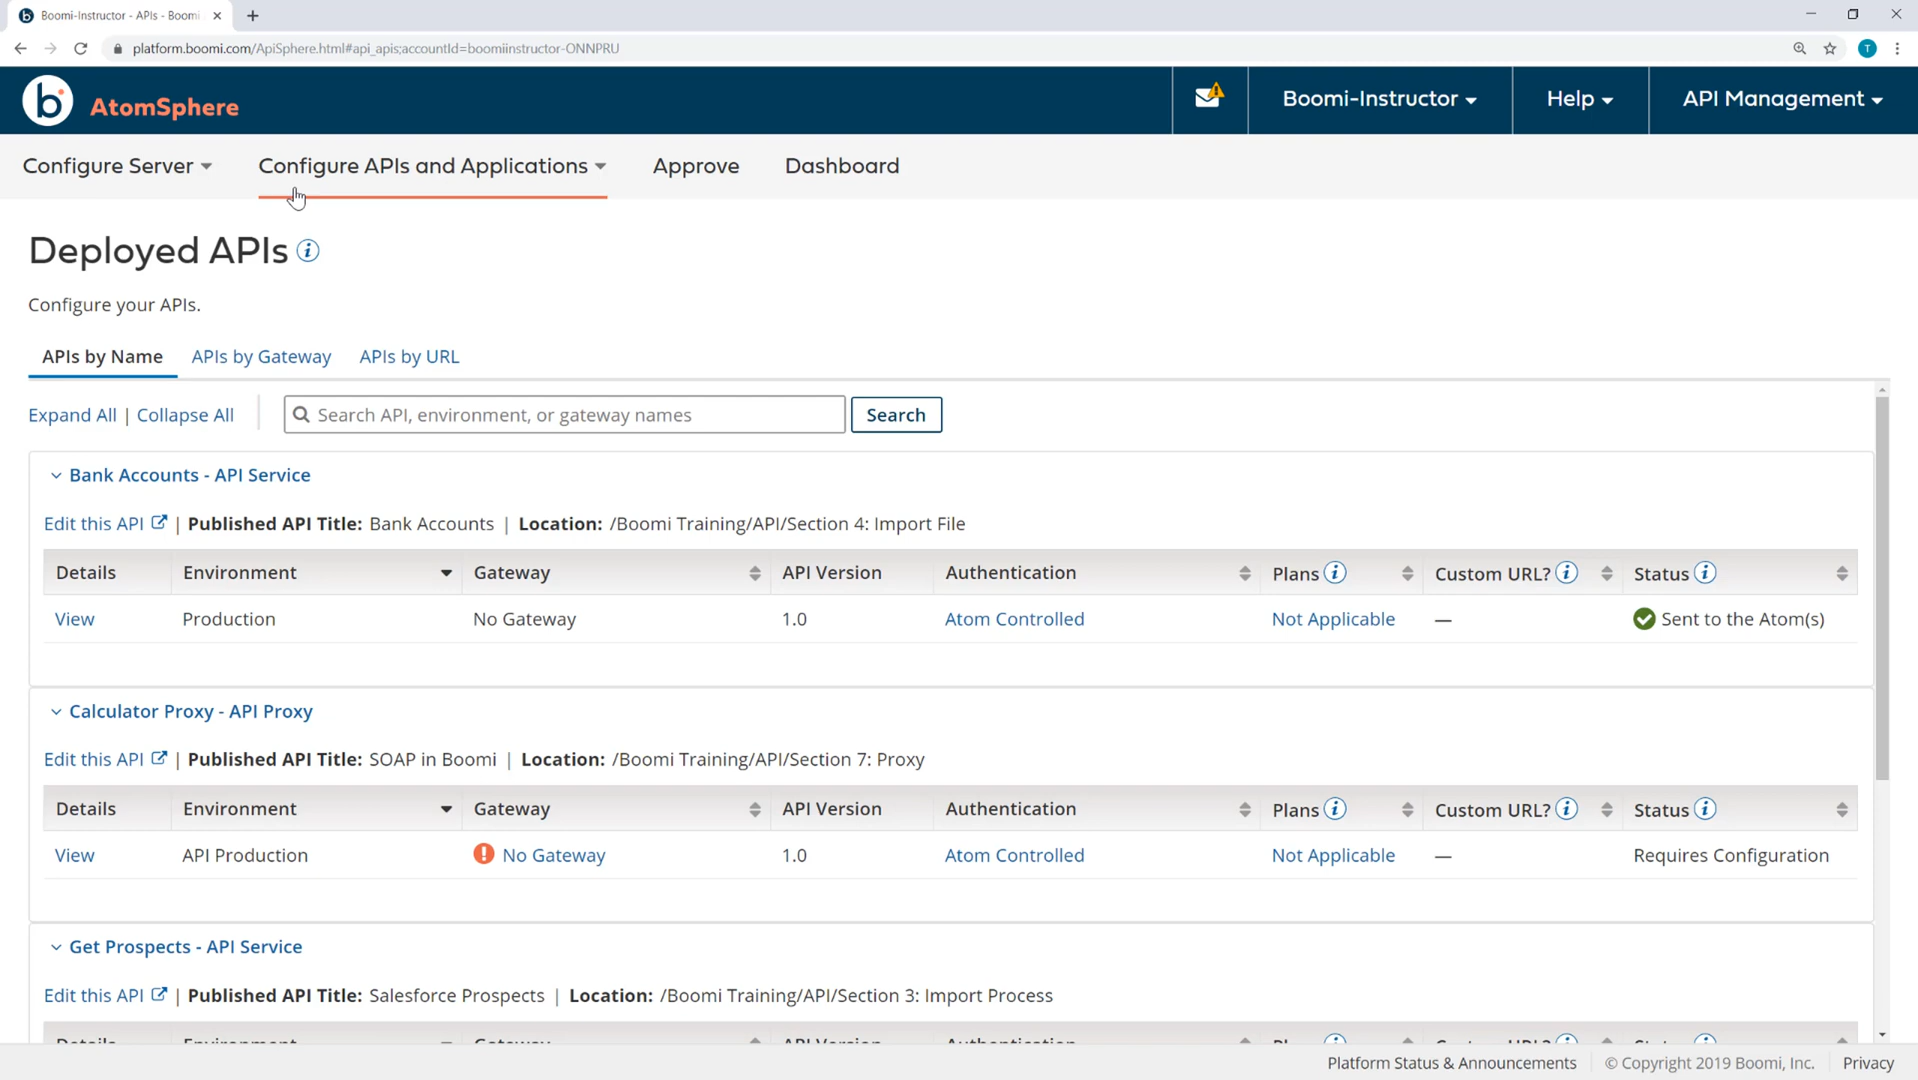 Boomi-Instructor - APIs - Boomi
platform.boomi.com/ApiSphere.html#api_apis;accountId=boomiinstructor-ONNPRU
T
b AtomSphere
Boomi-Instructor
Help
API Management
Configure Server
Configure APIs and Applications
Approve
Dashboard
Deployed APIs
Configure your APIs.
APIs by Name APIs by Gateway APIs by URL
Expand All | Collapse All
Search API, environment, or gateway names
Search
Bank Accounts - API Service
Edit this API | Published API Title: Bank Accounts | Location: /Boomi Training/API/Section 4: Import File
Details Environment Gateway API Version Authentication Plans Custom URL? Status
View Production No Gateway 1.0 Atom Controlled Not Applicable — Sent to the Atom(s)
Calculator Proxy - API Proxy
Edit this API | Published API Title: SOAP in Boomi | Location: /Boomi Training/API/Section 7: Proxy
Details Environment Gateway API Version Authentication Plans Custom URL? Status
View API Production No Gateway 1.0 Atom Controlled Not Applicable — Requires Configuration
Get Prospects - API Service
Edit this API | Published API Title: Salesforce Prospects | Location: /Boomi Training/API/Section 3: Import Process
Details Environment Gateway API Version Authentication Plans Custom URL? Status
Platform Status & Announcements © Copyright 2019 Boomi, Inc. Privacy